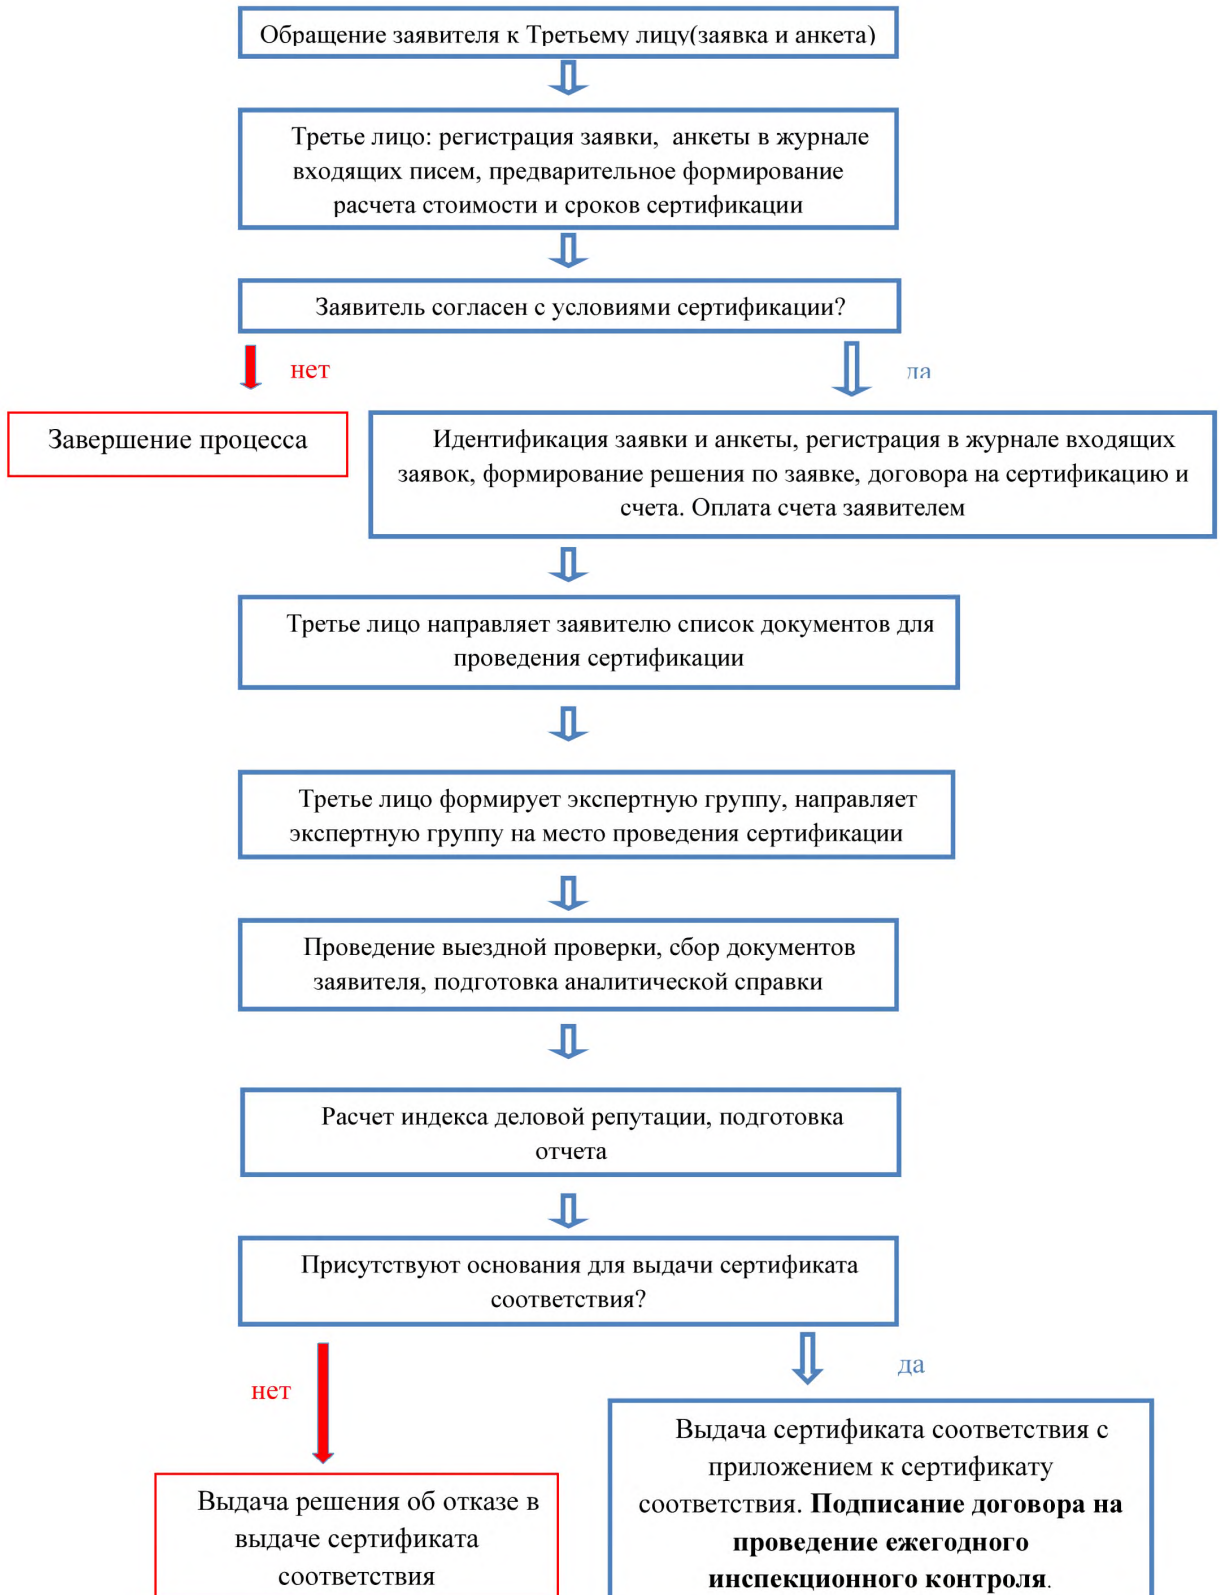 Обращение заявителя к Третьему лицу(заявка и анкета)
Третье лицо: регистрация заявки, анкеты в журнале
входящих писем, предварительное формирование
расчета стоимости и сроков сертификации
Заявитель согласен с условиями сертификации?
нет
да
Завершение процесса
Идентификация заявки и анкеты, регистрация в журнале входящих
заявок, формирование решения по заявке, договора на сертификацию и
счета. Оплата счета заявителем
Третье лицо направляет заявителю список документов для
проведения сертификации
Третье лицо формирует экспертную группу, направляет
экспертную группу на место проведения сертификации
Проведение выездной проверки, сбор документов
заявителя, подготовка аналитической справки
Расчет индекса деловой репутации, подготовка
отчета
Присутствуют основания для выдачи сертификата
соответствия?
нет
да
Выдача решения об отказе в
выдаче сертификата
соответствия
Выдача сертификата соответствия с
приложением к сертификату
соответствия. Подписание договора на
проведение ежегодного
инспекционного контроля.